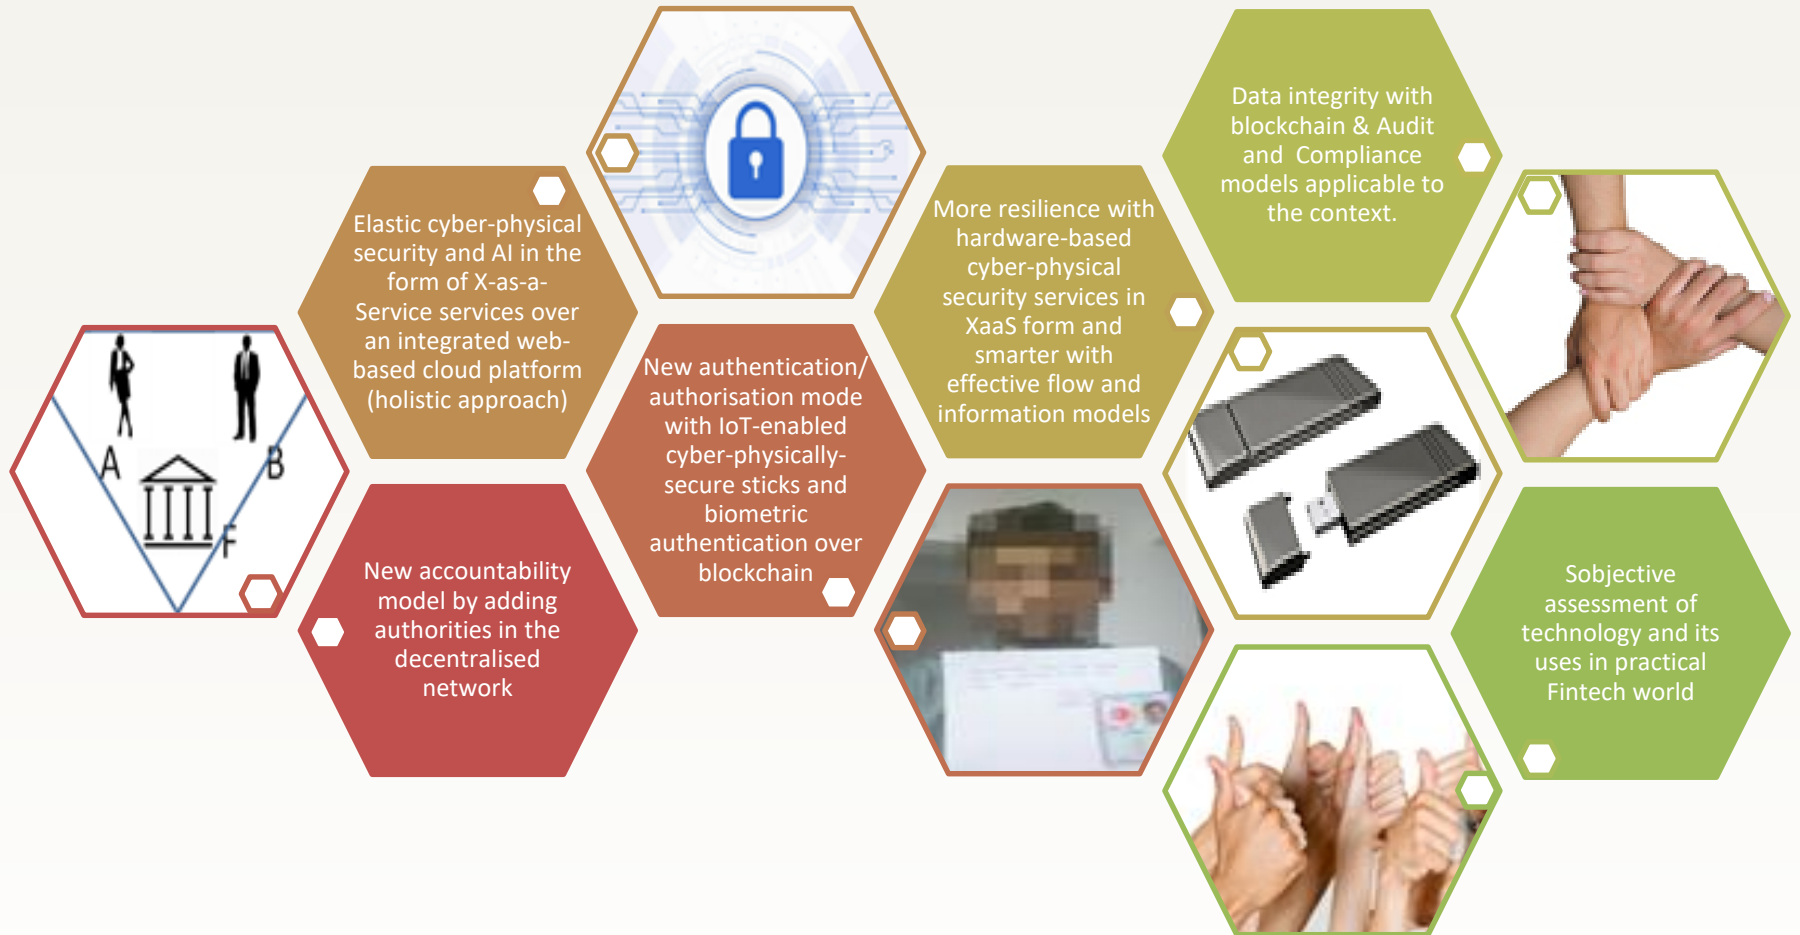 A
B
F
Elastic cyber-physical
security and AI in the
form of X-as-a-
Service services over
an integrated web-
based cloud platform
(holistic approach)
New accountability
model by adding
authorities in the
decentralised
network
New authentication/
authorisation mode
with IoT-enabled
cyber-physically-
secure sticks and
biometric
authentication over
blockchain
More resilience with
hardware-based
cyber-physical
security services in
XaaS form and
smarter with
effective flow and
information models
Data integrity with
blockchain & Audit
and Compliance
models applicable to
the context.
Sobjective
assessment of
technology and its
uses in practical
Fintech world